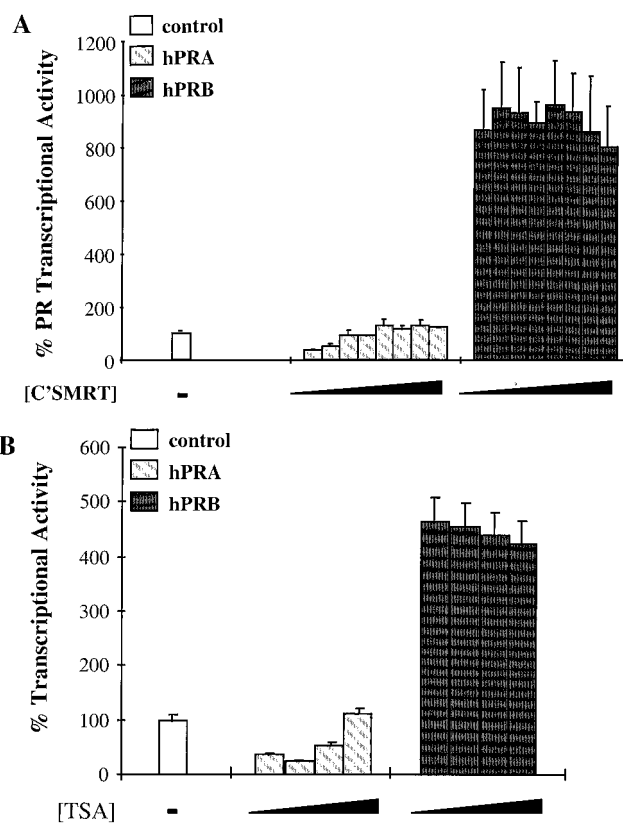 A
control
hPRA
hPRB
% PR Transcriptional Activity
1200
1000
800
600
400
200
0
[C'SMRT]
-
B
control
hPRA
hPRB
% Transcriptional Activity
600
500
400
300
200
100
0
[TSA]
-